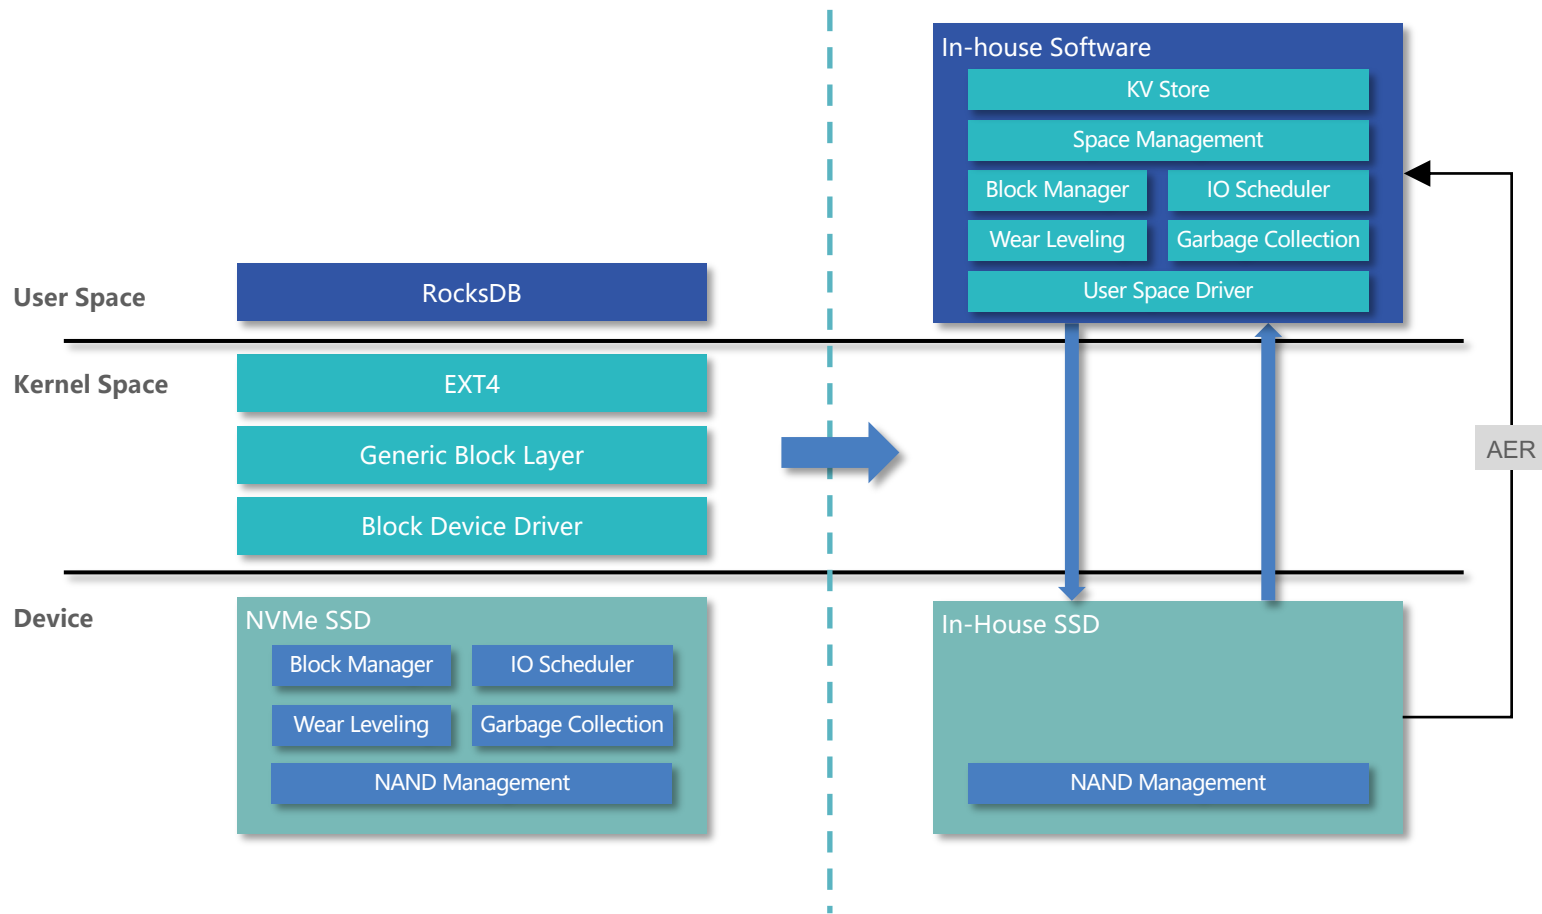 User Space
RocksDB
Kernel Space
EXT4
Generic Block Layer
Block Device Driver
Device
NVMe SSD
Block Manager
IO Scheduler
Wear Leveling
Garbage Collection
NAND Management
In-house Software
KV Store
Space Management
Block Manager
IO Scheduler
Wear Leveling
Garbage Collection
User Space Driver
AER
In-House SSD
NAND Management